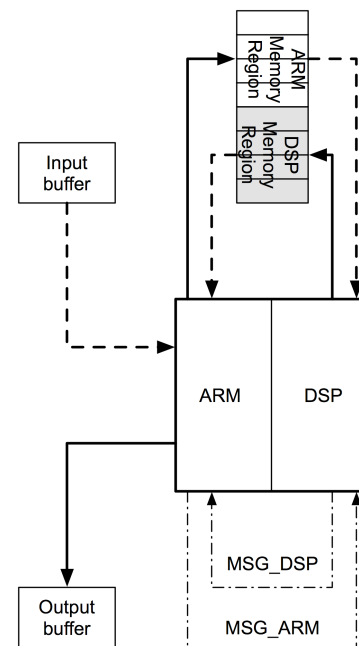 ARM
Memory
Region
DSP
Memory
Region
Input
buffer
ARM
DSP
MSG_DSP
Output
buffer
MSG_ARM